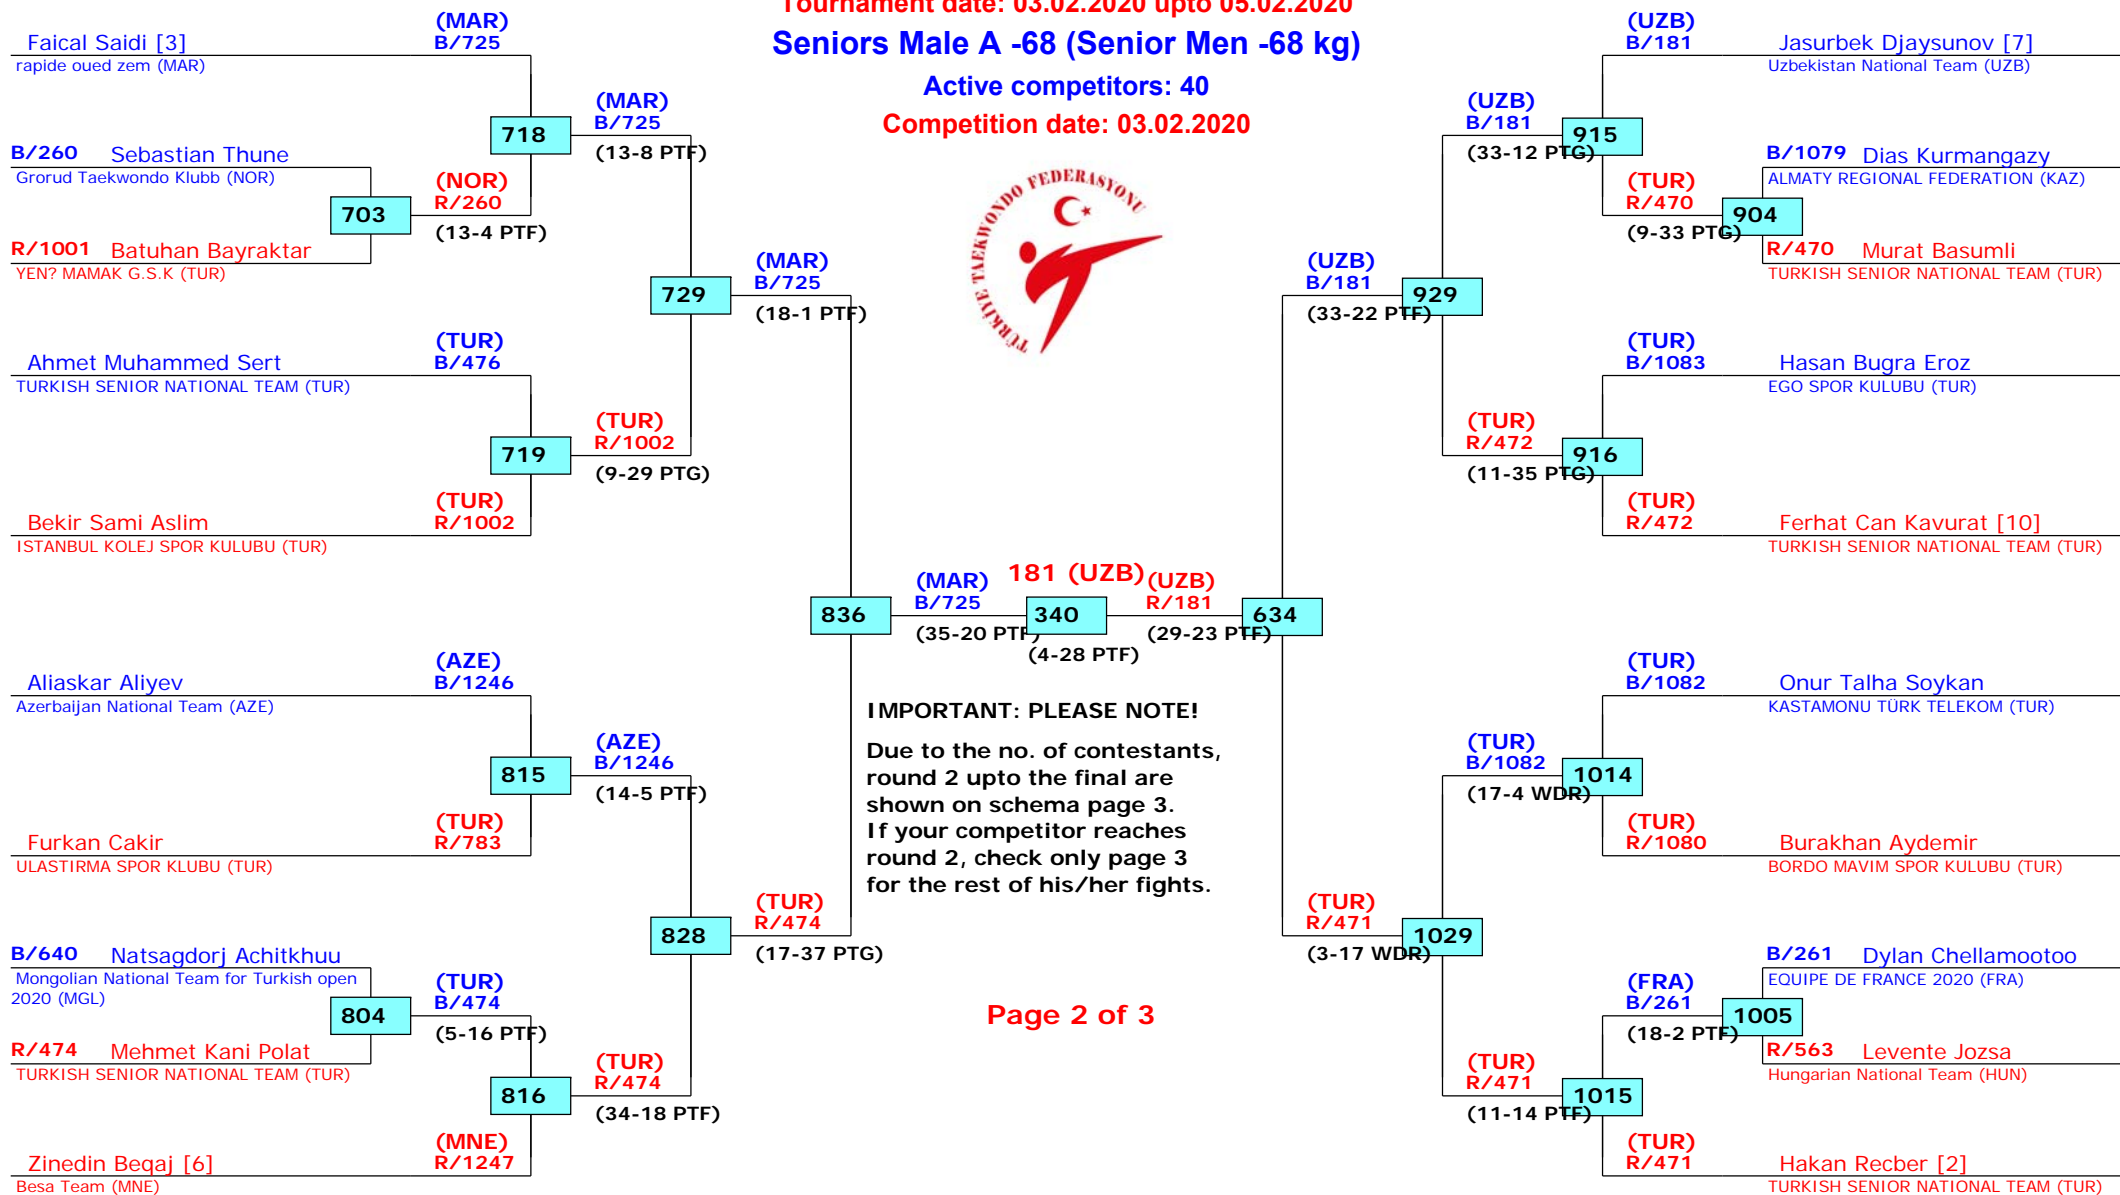 Tournament date: 03.02.2020 upto 05.02.2020
Seniors Male A -68 (Senior Men -68 kg)
Active competitors: 40
Competition date: 03.02.2020
TÜRKİYE TAEKWONDO FEDERASYONU
(MAR)
Faical Saidi [3] B/725
rapide oued zem (MAR)
(MAR)
B/725
718
(13-8 PTF)
B/260 Sebastian Thune
Grorud Taekwondo Klubb (NOR)
(NOR)
R/260
703
(13-4 PTF)
R/1001 Batuhan Bayraktar
YEN? MAMAK G.S.K (TUR)
(MAR)
B/725
729
(18-1 PTF)
(TUR)
Ahmet Muhammed Sert B/476
TURKISH SENIOR NATIONAL TEAM (TUR)
(TUR)
R/1002
719
(9-29 PTG)
(TUR)
Bekir Sami Aslim R/1002
ISTANBUL KOLEJ SPOR KULUBU (TUR)
(MAR)
B/725
836
(35-20 PTF)
181 (UZB)
340
(4-28 PTF)
(UZB)
R/181
634
(29-23 PTF)
(AZE)
Aliaskar Aliyev B/1246
Azerbaijan National Team (AZE)
(AZE)
B/1246
815
(14-5 PTF)
(TUR)
Furkan Cakir R/783
ULASTIRMA SPOR KLUBU (TUR)
(TUR)
R/474
828
(17-37 PTG)
B/640 Natsagdorj Achitkhuu
Mongolian National Team for Turkish open
2020 (MGL)
(TUR)
B/474
804
(5-16 PTF)
R/474 Mehmet Kani Polat
TURKISH SENIOR NATIONAL TEAM (TUR)
(TUR)
R/474
816
(34-18 PTF)
(MNE)
Zinedin Beqaj [6] R/1247
Besa Team (MNE)
IMPORTANT: PLEASE NOTE!
Due to the no. of contestants,
round 2 upto the final are
shown on schema page 3.
If your competitor reaches
round 2, check only page 3
for the rest of his/her fights.
Page 2 of 3
(UZB)
B/181 Jasurbek Djaysunov [7]
Uzbekistan National Team (UZB)
(UZB)
B/181
915
(33-12 PTG)
B/1079 Dias Kurmangazy
ALMATY REGIONAL FEDERATION (KAZ)
(TUR)
R/470
904
(9-33 PTG)
R/470 Murat Basumli
TURKISH SENIOR NATIONAL TEAM (TUR)
(UZB)
B/181
929
(33-22 PTF)
(TUR)
B/1083 Hasan Bugra Eroz
EGO SPOR KULUBU (TUR)
(TUR)
R/472
916
(11-35 PTG)
(TUR)
R/472 Ferhat Can Kavurat [10]
TURKISH SENIOR NATIONAL TEAM (TUR)
(TUR)
B/1082 Onur Talha Soykan
KASTAMONU TÜRK TELEKOM (TUR)
(TUR)
B/1082
1014
(17-4 WDR)
(TUR)
R/1080 Burakhan Aydemir
BORDO MAVIM SPOR KULUBU (TUR)
(TUR)
R/471
1029
(3-17 WDR)
B/261 Dylan Chellamootoo
EQUIPE DE FRANCE 2020 (FRA)
(FRA)
B/261
1005
(18-2 PTF)
R/563 Levente Jozsa
Hungarian National Team (HUN)
(TUR)
R/471
1015
(11-14 PTF)
(TUR)
R/471 Hakan Recber [2]
TURKISH SENIOR NATIONAL TEAM (TUR)